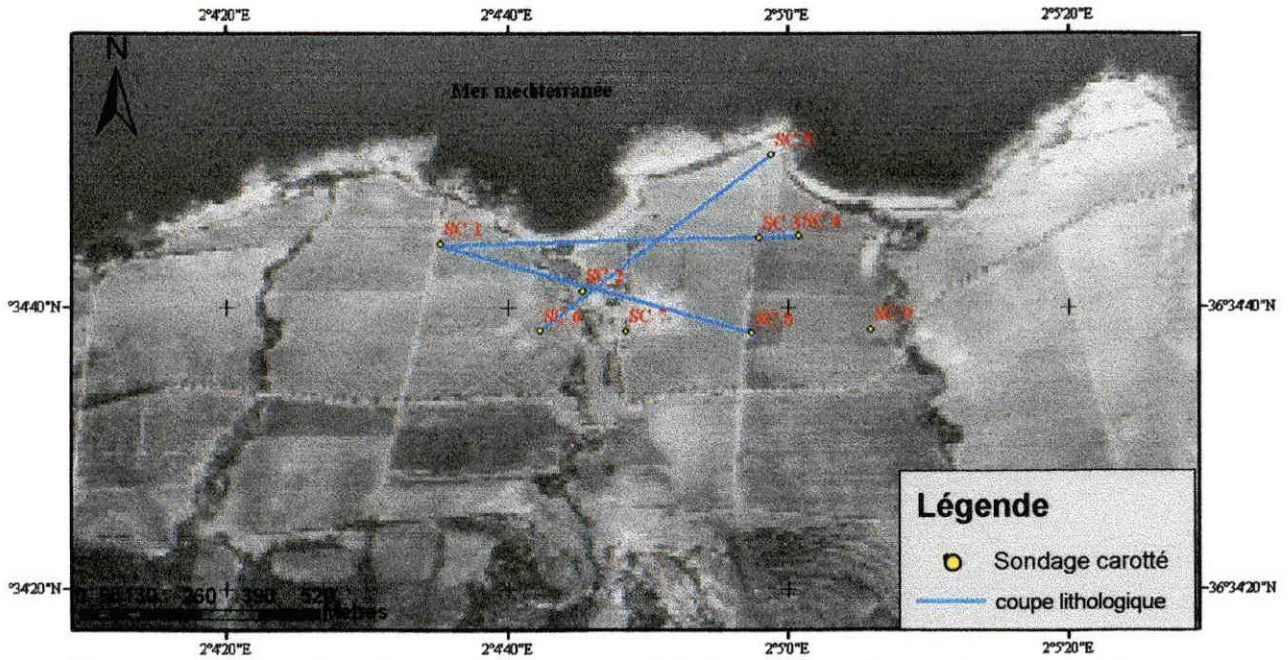 2°4'20"E 2°4'40"E 2°5'0"E 2°5'20"E
N
Mer mediterranée
SC 5
SC 1
SC 3 SC 4
SC 2
°34'40"N 36°34'40"N
SC 6 SC 7 SC 8 SC 9
Légende
Sondage carotté
coupe lithologique
°34'20"N 36°34'20"N
130 260 390 520
Mètres
2°4'20"E 2°4'40"E 2°5'0"E 2°5'20"E